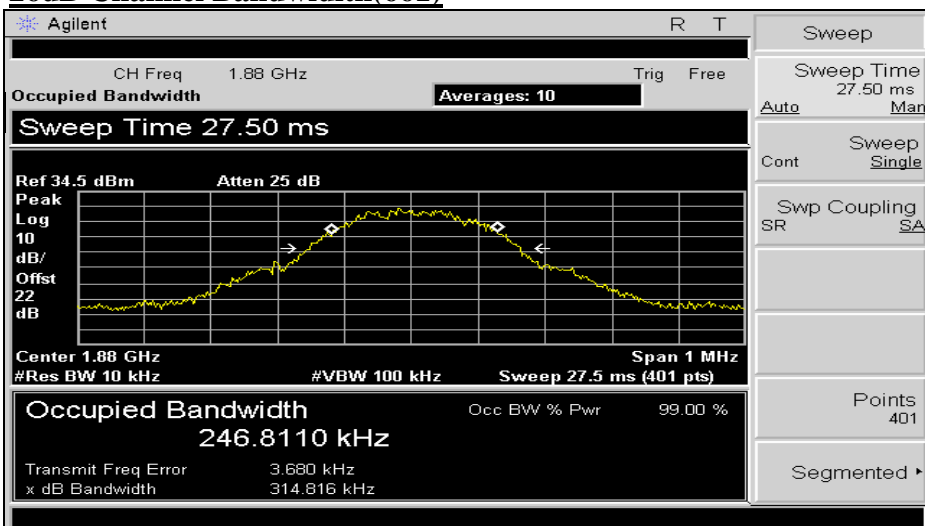 Agilent R T
CH Freq 1.88 GHz Trig Free
Occupied Bandwidth Averages: 10
Sweep Time 27.50 ms
Ref 34.5 dBm Atten 25 dB
Peak
Log
10
dB/
Offst
22
dB
Center 1.88 GHz Span 1 MHz
#Res BW 10 kHz #VBW 100 kHz Sweep 27.5 ms (401 pts)
Occupied Bandwidth Occ BW % Pwr 99.00 %
246.8110 kHz
Transmit Freq Error 3.680 kHz
x dB Bandwidth 314.816 kHz
Sweep
Sweep Time
27.50 ms
Auto Man
Sweep
Cont Single
Swp Coupling
SR SA
Points
401
Segmented